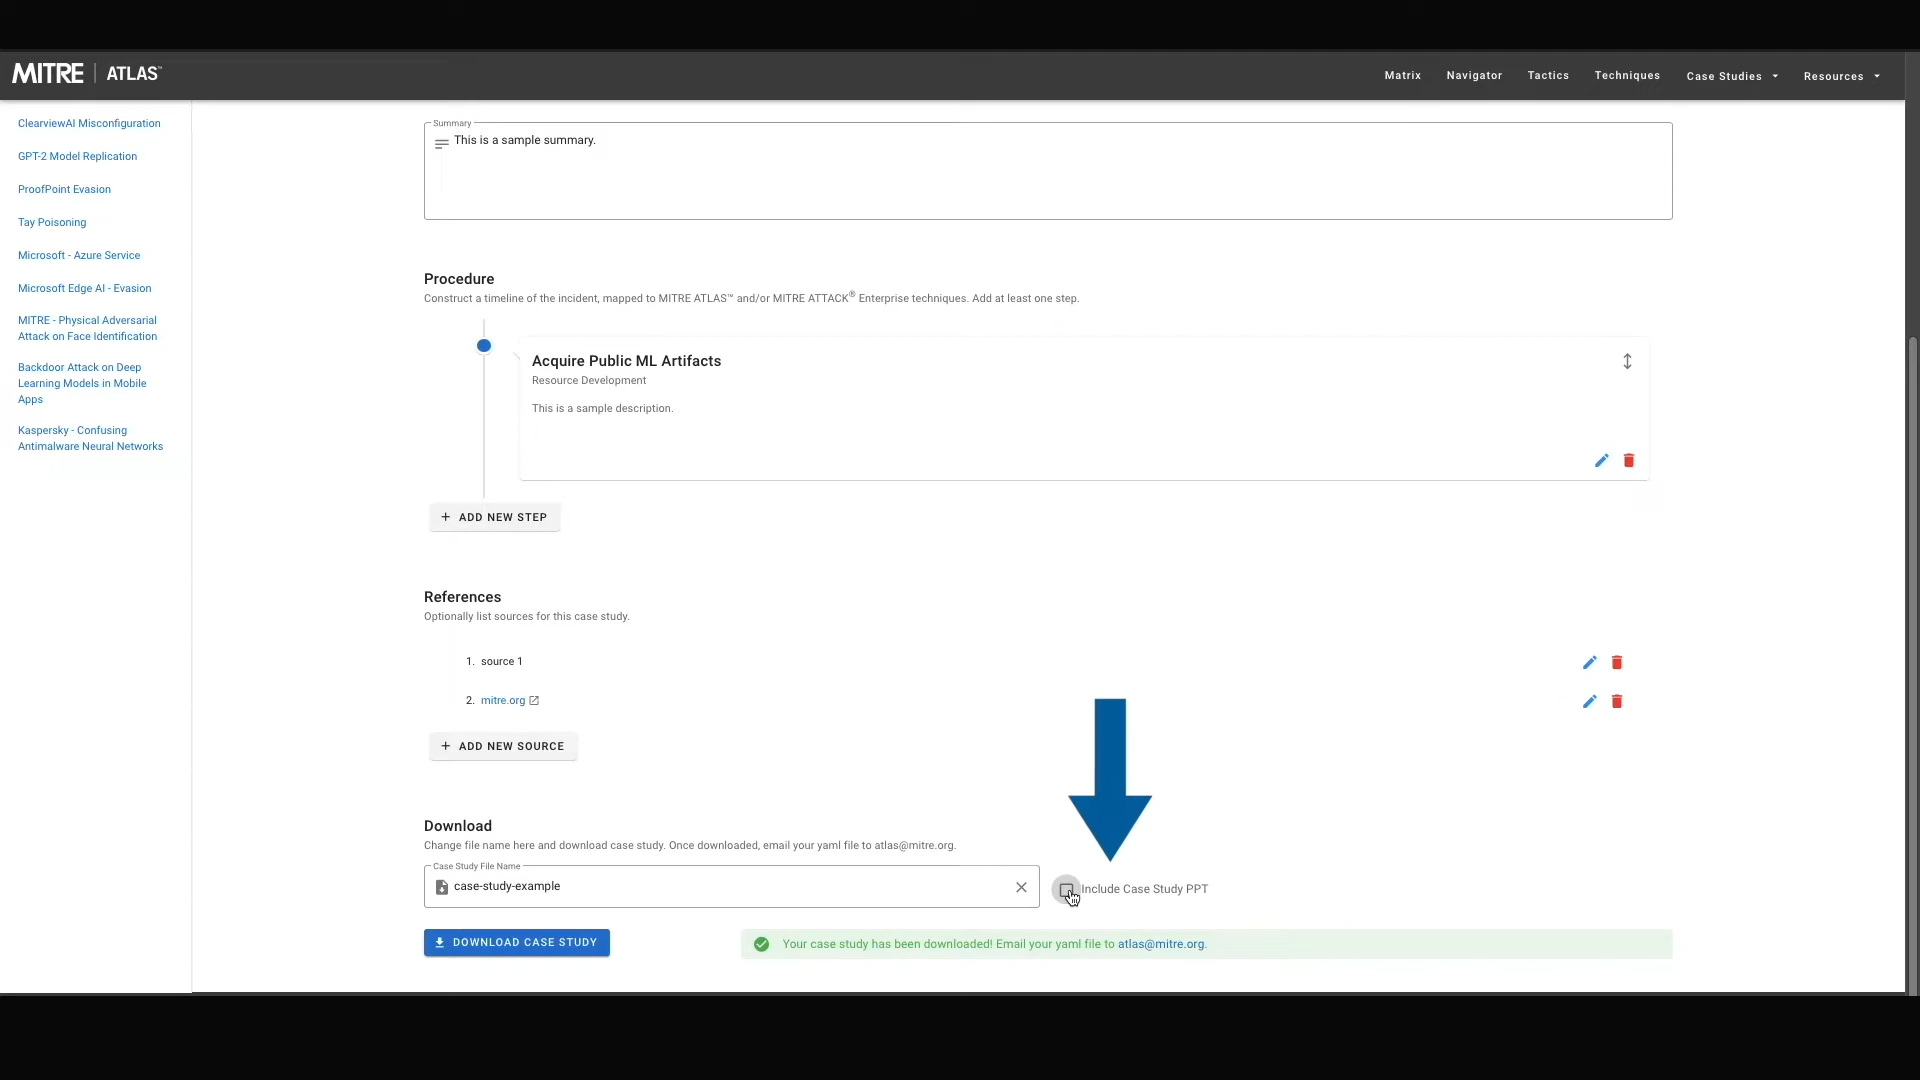 MITRE | ATLAS™
Matrix Navigator Tactics Techniques Case Studies Resources
ClearviewAI Misconfiguration
GPT-2 Model Replication
ProofPoint Evasion
Tay Poisoning
Microsoft - Azure Service
Microsoft Edge AI - Evasion
MITRE - Physical Adversarial
Attack on Face Identification
Backdoor Attack on Deep
Learning Models in Mobile
Apps
Kaspersky - Confusing
Antimalware Neural Networks
Summary
This is a sample summary.
Procedure
Construct a timeline of the incident, mapped to MITRE ATLAS™ and/or MITRE ATTACK® Enterprise techniques. Add at least one step.
Acquire Public ML Artifacts
Resource Development
This is a sample description.
+ ADD NEW STEP
References
Optionally list sources for this case study.
1. source 1
2. mitre.org
+ ADD NEW SOURCE
Download
Change file name here and download case study. Once downloaded, email your yaml file to atlas@mitre.org.
Case Study File Name
case-study-example
Include Case Study PPT
DOWNLOAD CASE STUDY
Your case study has been downloaded! Email your yaml file to atlas@mitre.org.